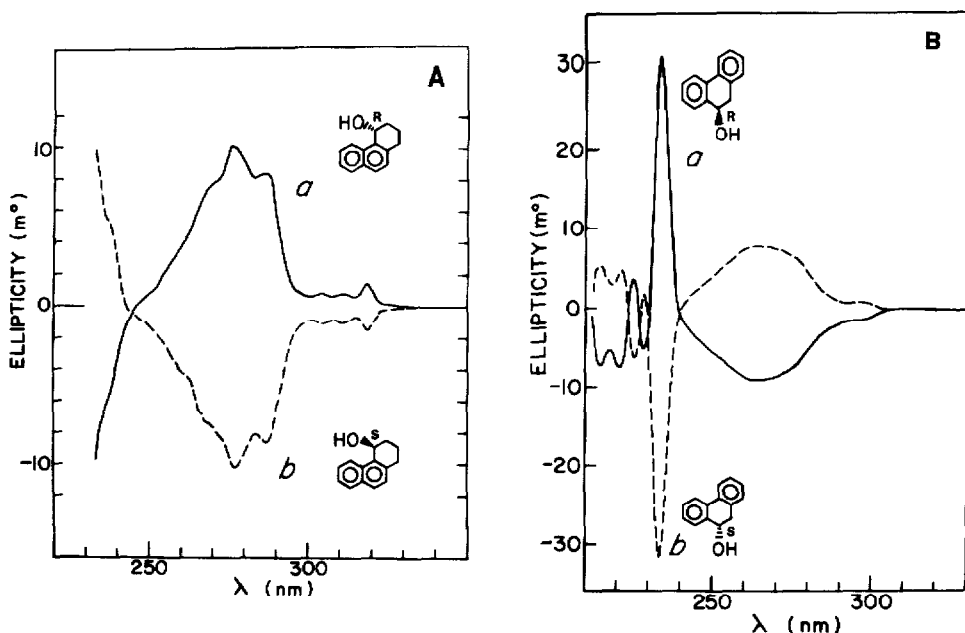 A
ELLIPTICITY (m°)
10
0
-10
HO
R
a
HO
S
b
250
300
λ (nm)
B
ELLIPTICITY (m°)
30
20
10
0
-10
-20
-30
R
OH
a
S
OH
b
250
300
λ (nm)